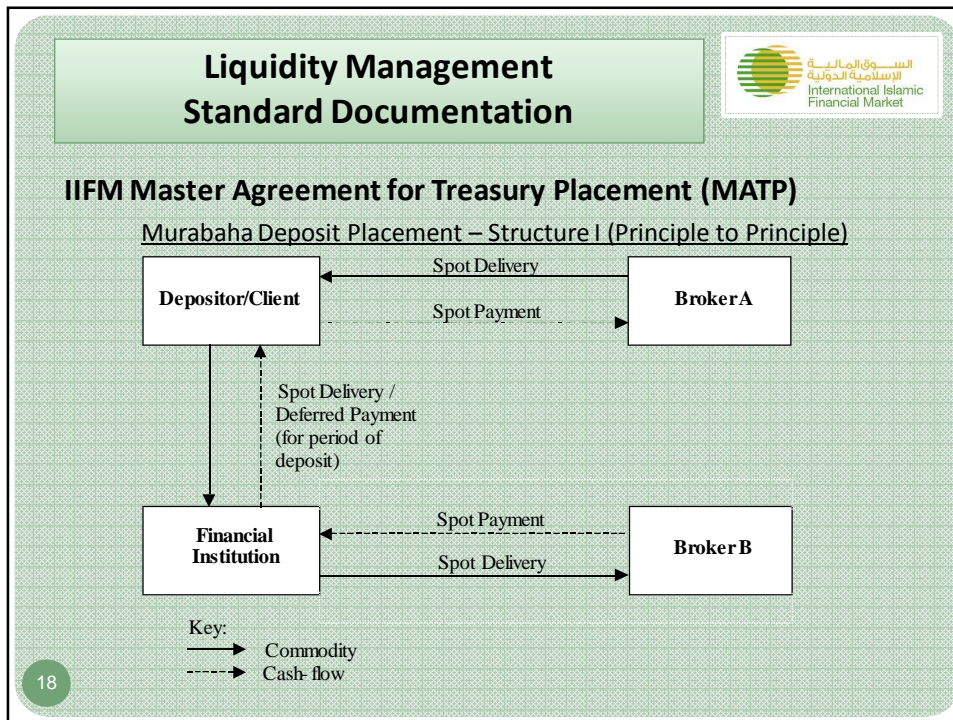 Liquidity Management
Standard Documentation
الســـوق الماليـــة
الإسلامية الدولية
International Islamic
Financial Market
IIFM Master Agreement for Treasury Placement (MATP)
Murabaha Deposit Placement – Structure I (Principle to Principle)
Spot Delivery
Depositor/Client
Broker A
Spot Payment
Spot Delivery /
Deferred Payment
(for period of
deposit)
Spot Payment
Financial
Institution
Broker B
Spot Delivery
Key:
Commodity
Cash- flow
18